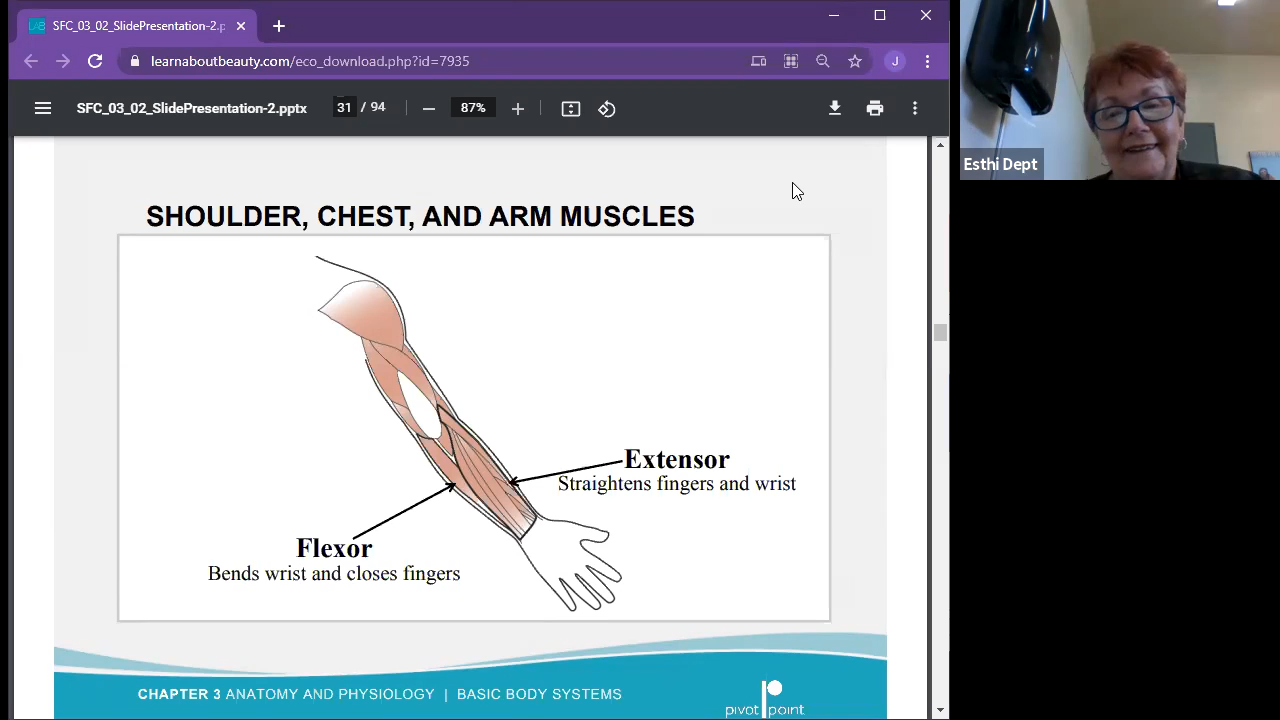 SFC_03_02_SlidePresentation-2.p
learnaboutbeauty.com/eco_download.php?id=7935
J
SFC_03_02_SlidePresentation-2.pptx
31 / 94
87%
Esthi Dept
SHOULDER, CHEST, AND ARM MUSCLES
Extensor
Straightens fingers and wrist
Flexor
Bends wrist and closes fingers
CHAPTER 3 ANATOMY AND PHYSIOLOGY | BASIC BODY SYSTEMS
pivot point